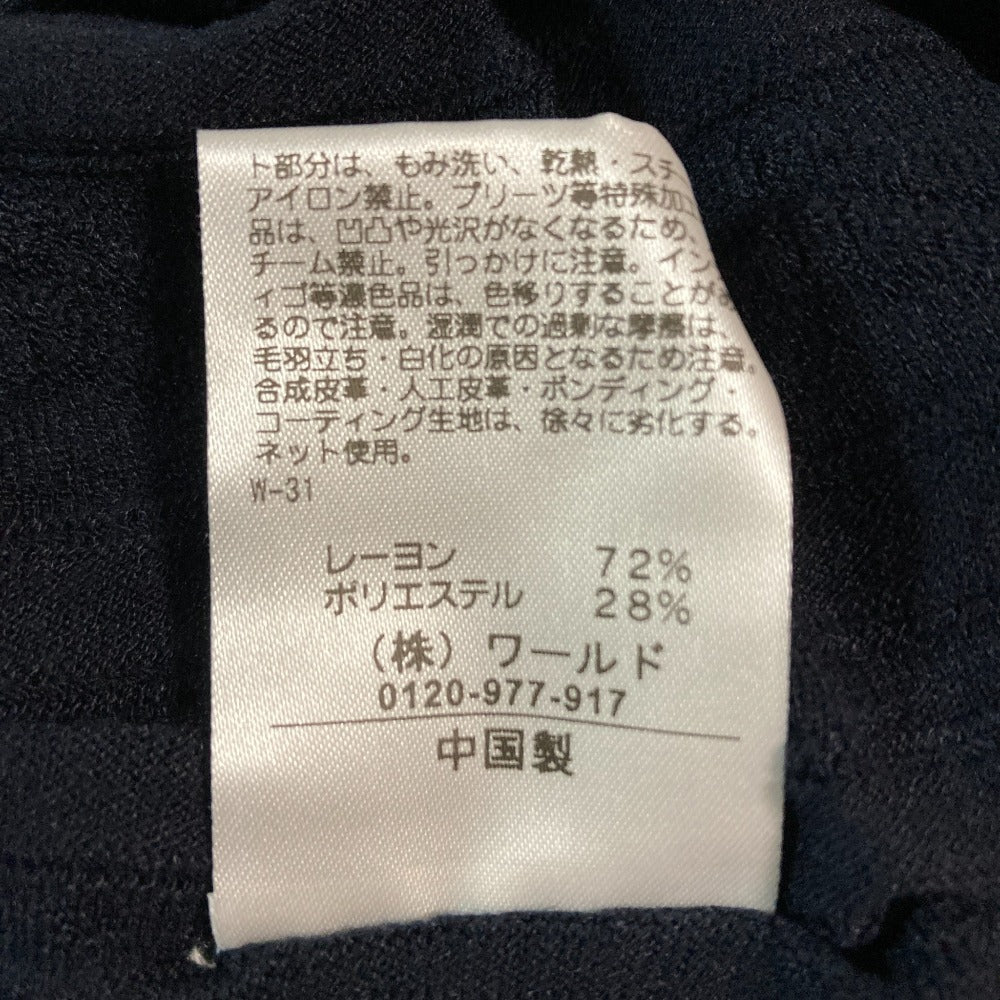 ト部分は、もみ洗い、乾熱・スチ
アイロン禁止。プリーツ等特殊加工
品は、凹凸や光沢がなくなるため、
チーム禁止。引っかけに注意。イン
ィゴ等濃色品は、色移りすることがあ
るので注意。湿潤での過剰な摩擦は、
毛羽立ち・白化の原因となるため注意。
合成皮革・人工皮革・ボンディング・
コーティング生地は、徐々に劣化する。
ネット使用。
W-31
レーヨン 72%
ポリエステル 28%
(株) ワールド
0120-977-917
中国製